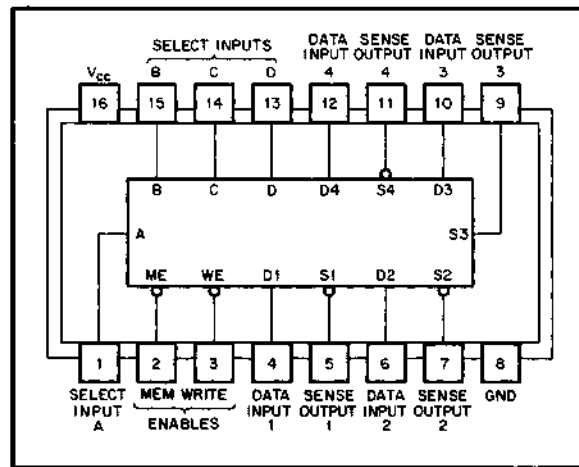 SELECT INPUTS
DATA INPUT 4
SENSE OUTPUT 4
DATA INPUT 3
SENSE OUTPUT 3
VCC B C D
16 15 14 13 12 11 10 9
B C D D4 S4 D3
A S3
ME WE D1 S1 D2 S2
1 2 3 4 5 6 7 8
SELECT INPUT A
MEM WRITE
ENABLES
DATA INPUT 1
SENSE OUTPUT 1
DATA INPUT 2
SENSE OUTPUT 2
GND